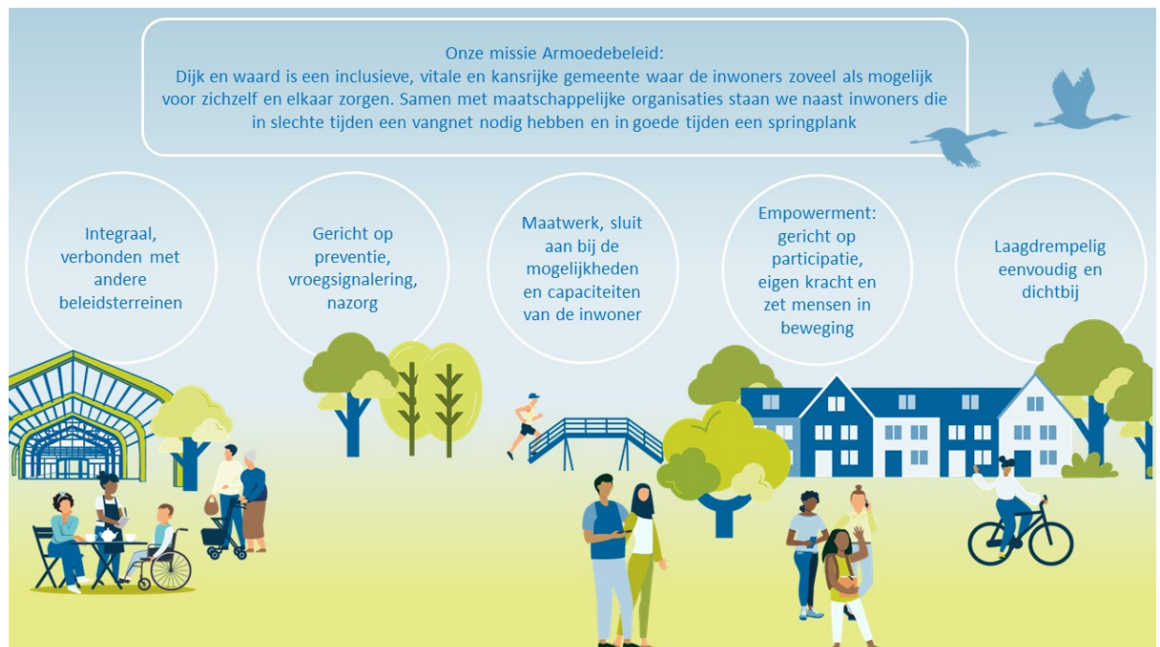 Onze missie Armoedebeleid:
Dijk en waard is een inclusieve, vitale en kansrijke gemeente waar de inwoners zoveel als mogelijk
voor zichzelf en elkaar zorgen. Samen met maatschappelijke organisaties staan we naast inwoners die
in slechte tijden een vangnet nodig hebben en in goede tijden een springplank
Integraal,
verbonden met
andere
beleidsterreinen
Gericht op
preventie,
vroegsignalering,
nazorg
Maatwerk, sluit
aan bij de
mogelijkheden
en capaciteiten
van de inwoner
Empowerment:
gericht op
participatie,
eigen kracht en
zet mensen in
beweging
Laagdrempelig
eenvoudig en
dichtbij